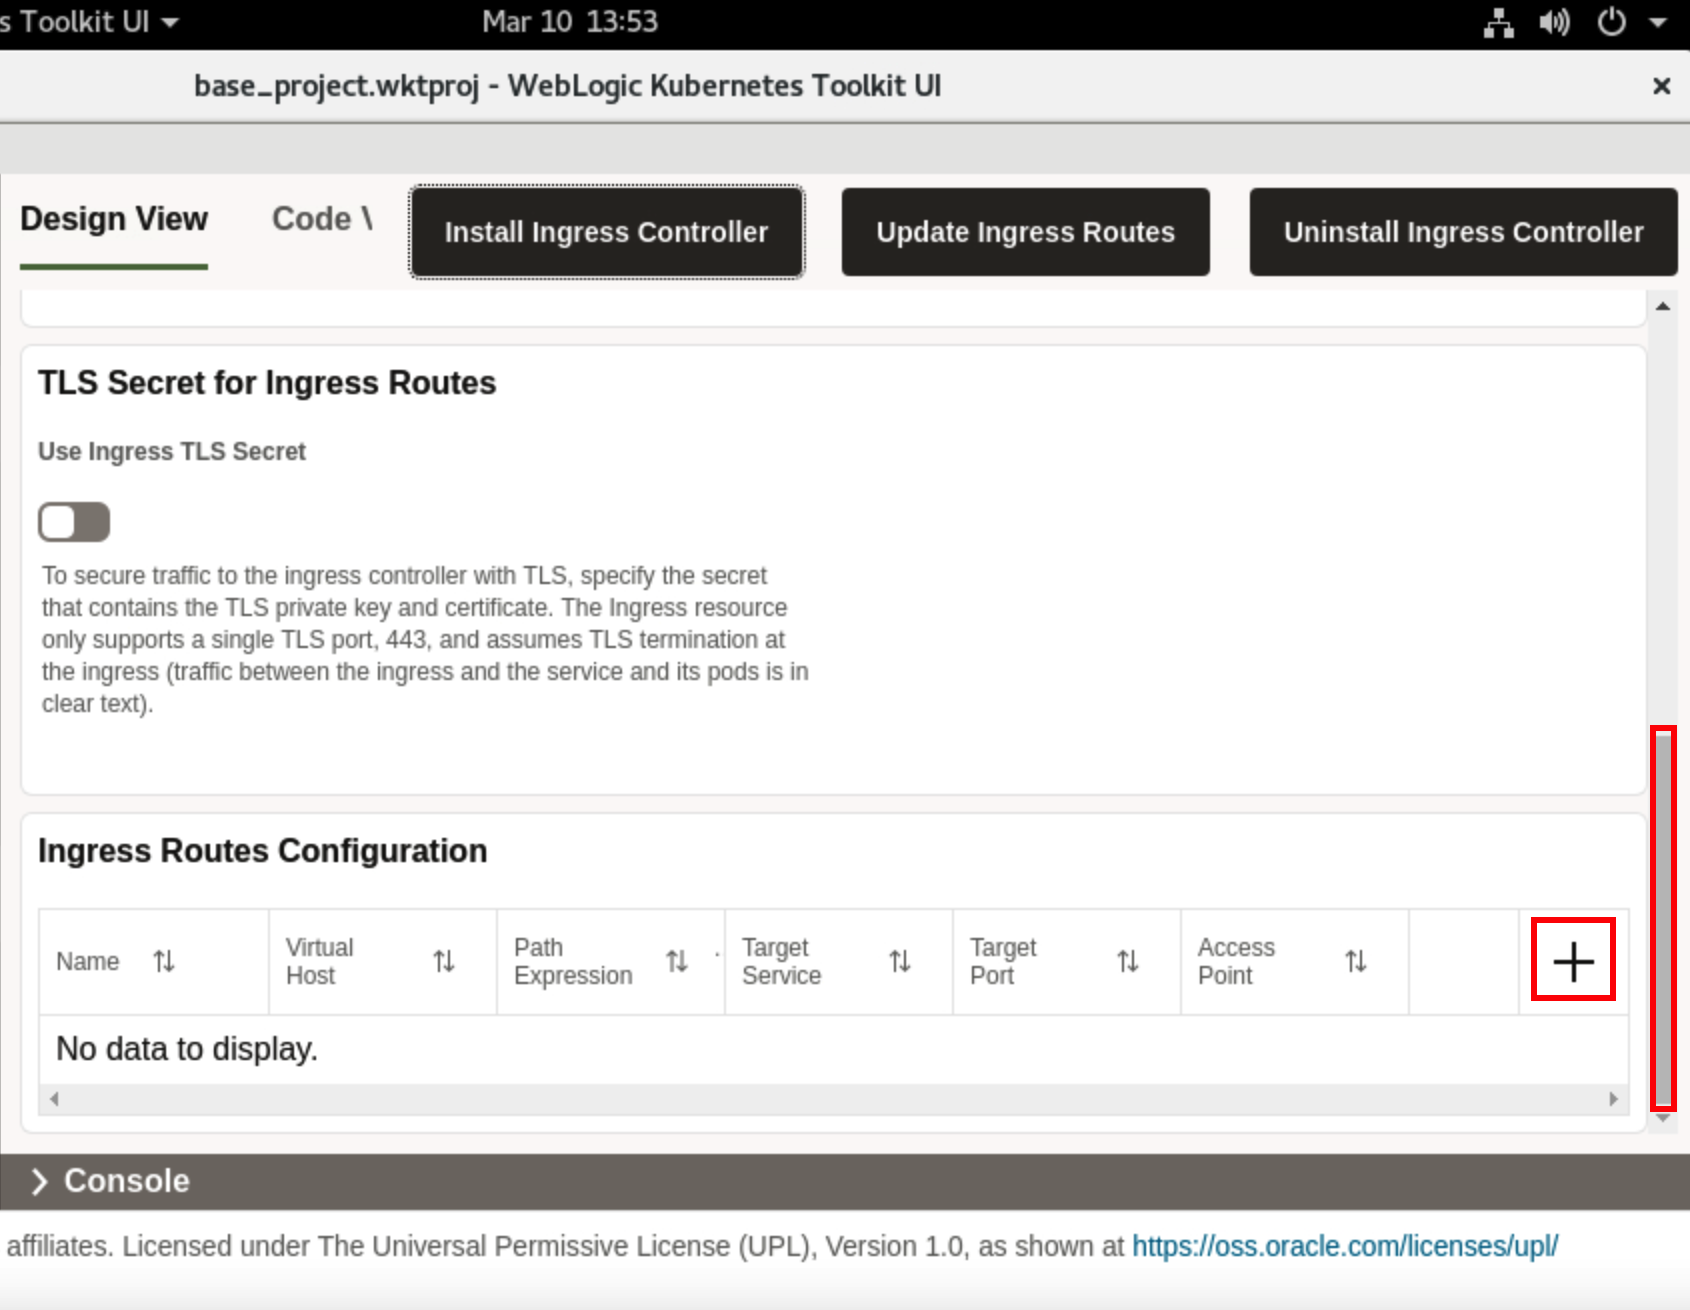 s Toolkit UI
Mar 10 13:53
base_project.wktproj - WebLogic Kubernetes Toolkit UI
Design View
Code
Install Ingress Controller
Update Ingress Routes
Uninstall Ingress Controller
TLS Secret for Ingress Routes
Use Ingress TLS Secret
To secure traffic to the ingress controller with TLS, specify the secret
that contains the TLS private key and certificate. The Ingress resource
only supports a single TLS port, 443, and assumes TLS termination at
the ingress (traffic between the ingress and the service and its pods is in
clear text).
Ingress Routes Configuration
Name
Virtual
Host
Path
Expression
Target
Service
Target
Port
Access
Point
No data to display.
Console
affiliates. Licensed under The Universal Permissive License (UPL), Version 1.0, as shown at https://oss.oracle.com/licenses/upl/